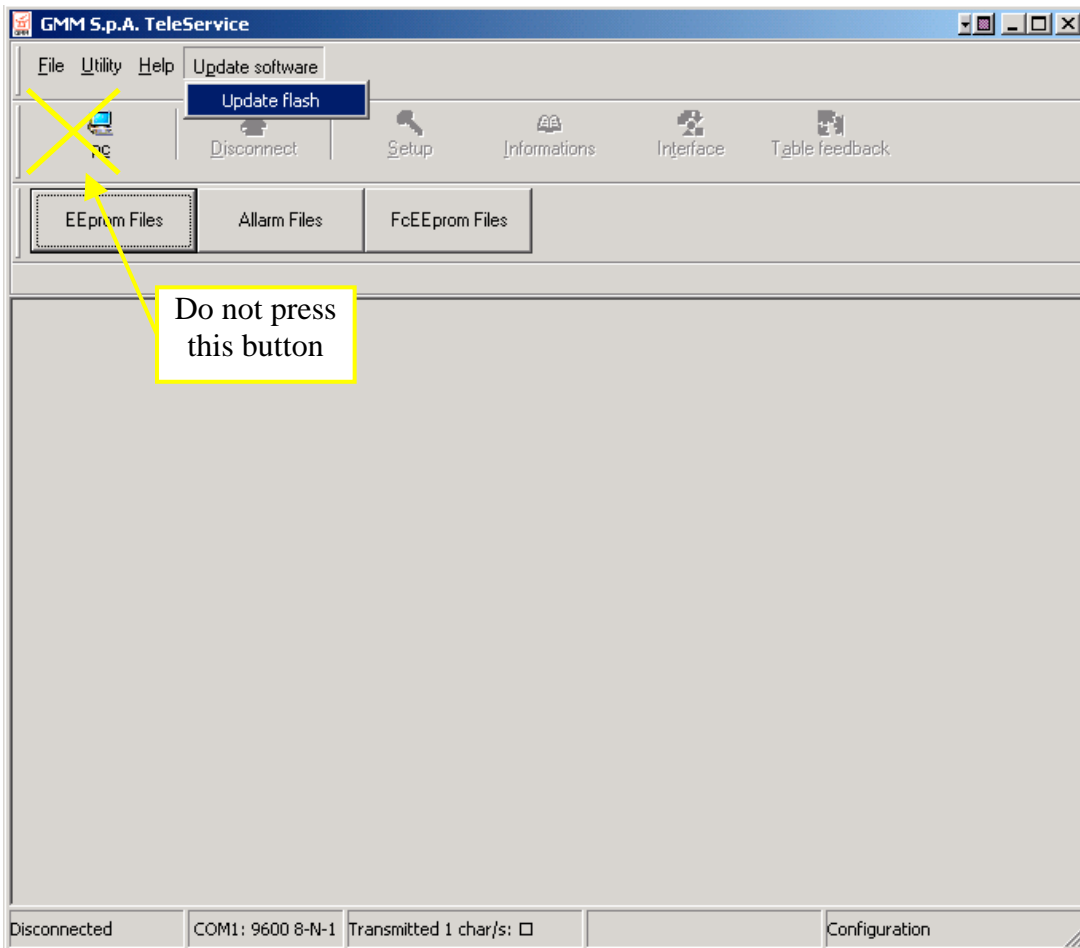 GMM S.p.A. TeleService
File Utility Help Update software
Update flash
pc Disconnect Setup Informations Interface Table feedback
EEprom Files Allarm Files FcEEprom Files
Do not press
this button
Disconnected COM1: 9600 8-N-1 Transmitted 1 char/s: □ Configuration